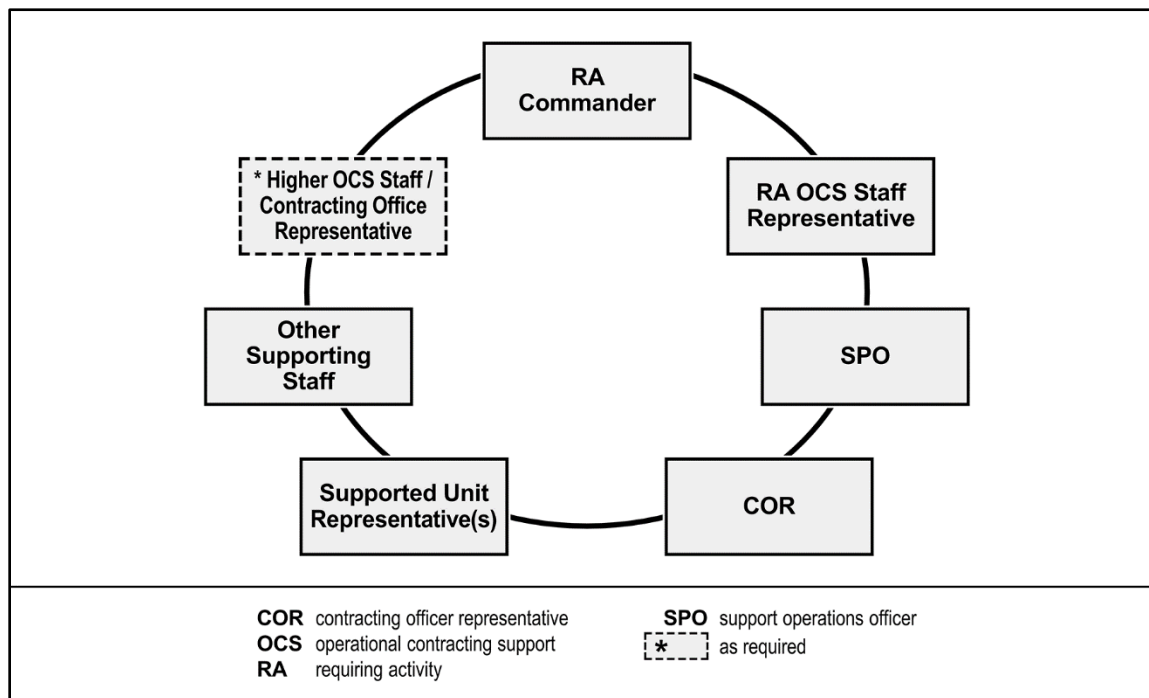 RA
Commander
* Higher OCS Staff /
Contracting Office
Representative
RA OCS Staff
Representative
Other
Supporting
Staff
SPO
Supported Unit
Representative(s)
COR
COR contracting officer representative
OCS operational contracting support
RA requiring activity
SPO support operations officer
* as required